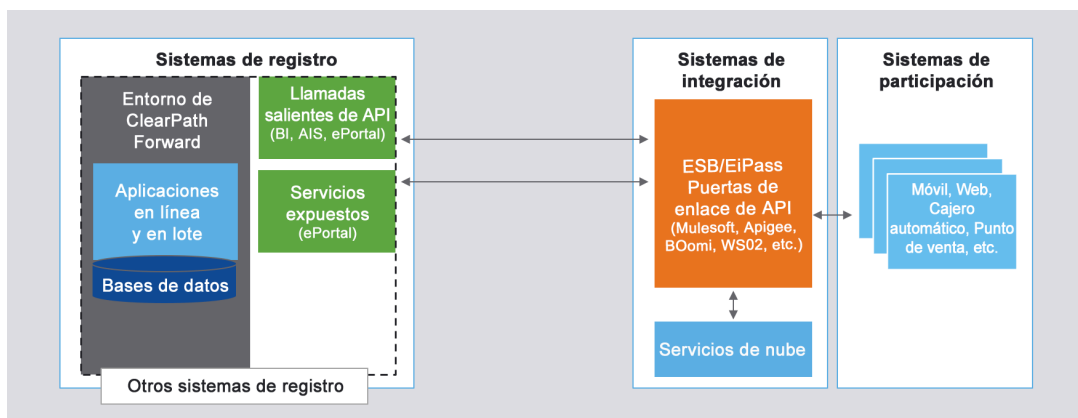 Sistemas de registro
Entorno de
ClearPath
Forward
Aplicaciones
en línea
y en lote
Bases de datos
Llamadas
salientes de API
(BI, AIS, ePortal)
Servicios
expuestos
(ePortal)
Otros sistemas de registro
Sistemas de
integración
ESB/EiPass
Puertas de
enlace de API
(Mulesoft, Apigee,
BOomi, WS02, etc.)
Servicios de nube
Sistemas de
participación
Móvil, Web,
Cajero
automático, Punto
de venta, etc.